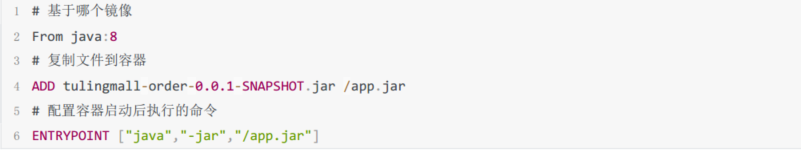 1 # 基于哪个镜像
2 From java:8
3 # 复制文件到容器
4 ADD tulingmall-order-0.0.1-SNAPSHOT.jar /app.jar
5 # 配置容器启动后执行的命令
6 ENTRYPOINT ["java","-jar","/app.jar"]